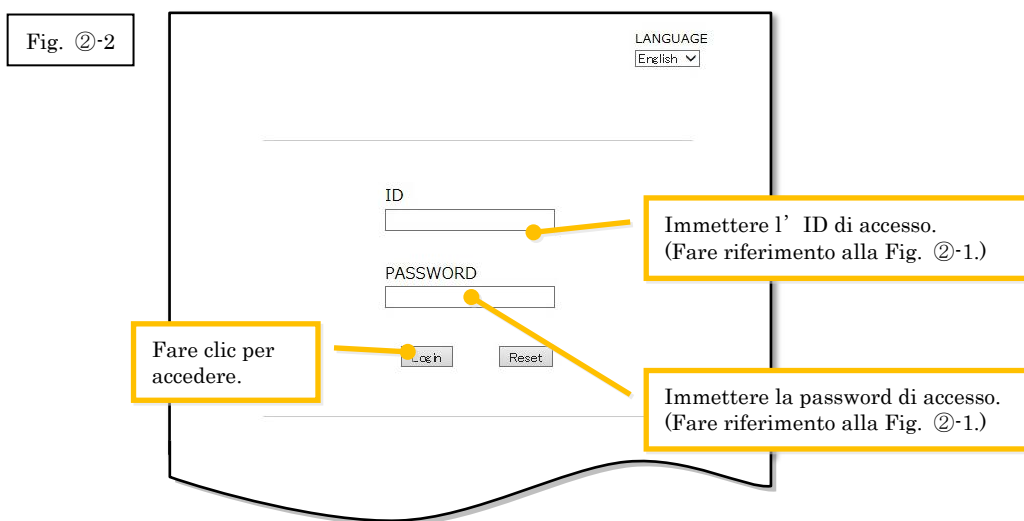 Fig. ②-2
LANGUAGE
English
ID
Immettere l’ID di accesso.
(Fare riferimento alla Fig. ②-1.)
PASSWORD
Fare clic per
accedere.
Login
Reset
Immettere la password di accesso.
(Fare riferimento alla Fig. ②-1.)